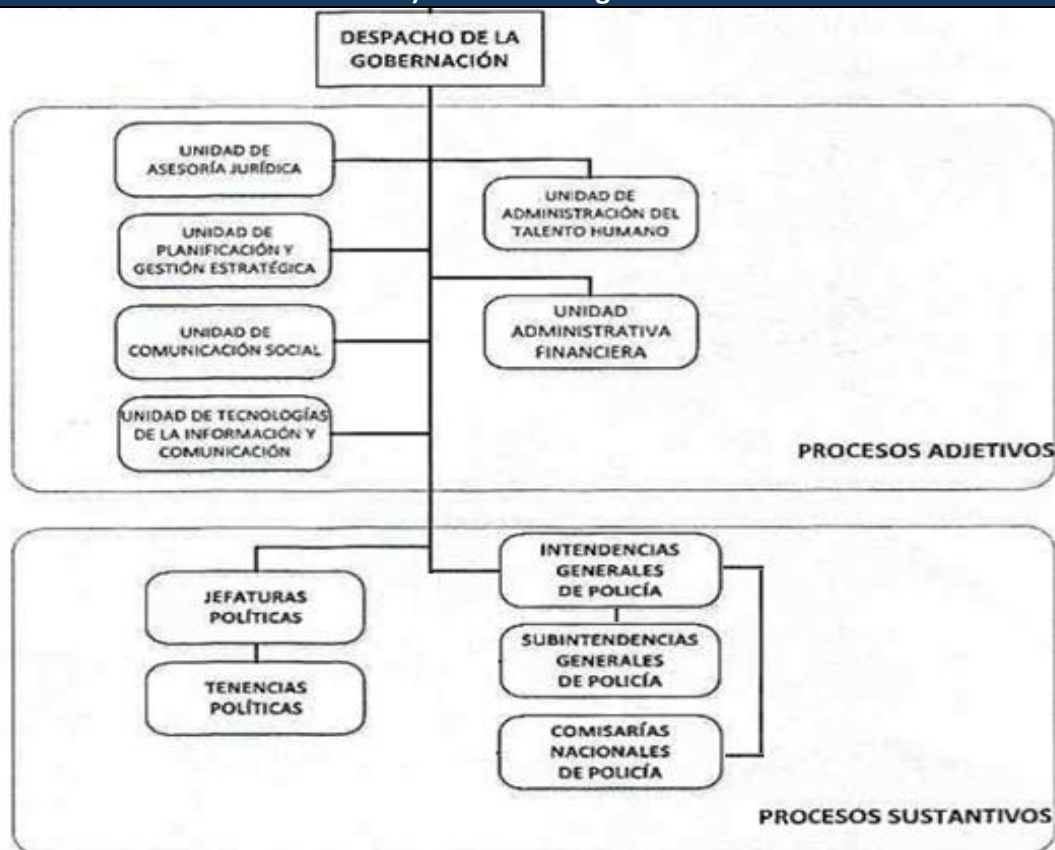 DESPACHO DE LA
GOBERNACIÓN
UNIDAD DE
ASESORÍA JURÍDICA
UNIDAD DE
ADMINISTRACIÓN DEL
TALENTO HUMANO
UNIDAD DE
PLANIFICACIÓN Y
GESTIÓN ESTRATÉGICA
UNIDAD
ADMINISTRATIVA
FINANCIERA
UNIDAD DE
COMUNICACIÓN SOCIAL
UNIDAD DE TECNOLOGÍAS
DE LA INFORMACIÓN Y
COMUNICACIÓN
PROCESOS ADJETIVOS
JEFATURAS
POLÍTICAS
TENENCIAS
POLÍTICAS
INTENDENCIAS
GENERALES
DE POLICÍA
SUBINTENDENCIAS
GENERALES
DE POLICÍA
COMISARÍAS
NACIONALES
DE POLICÍA
PROCESOS SUSTANTIVOS